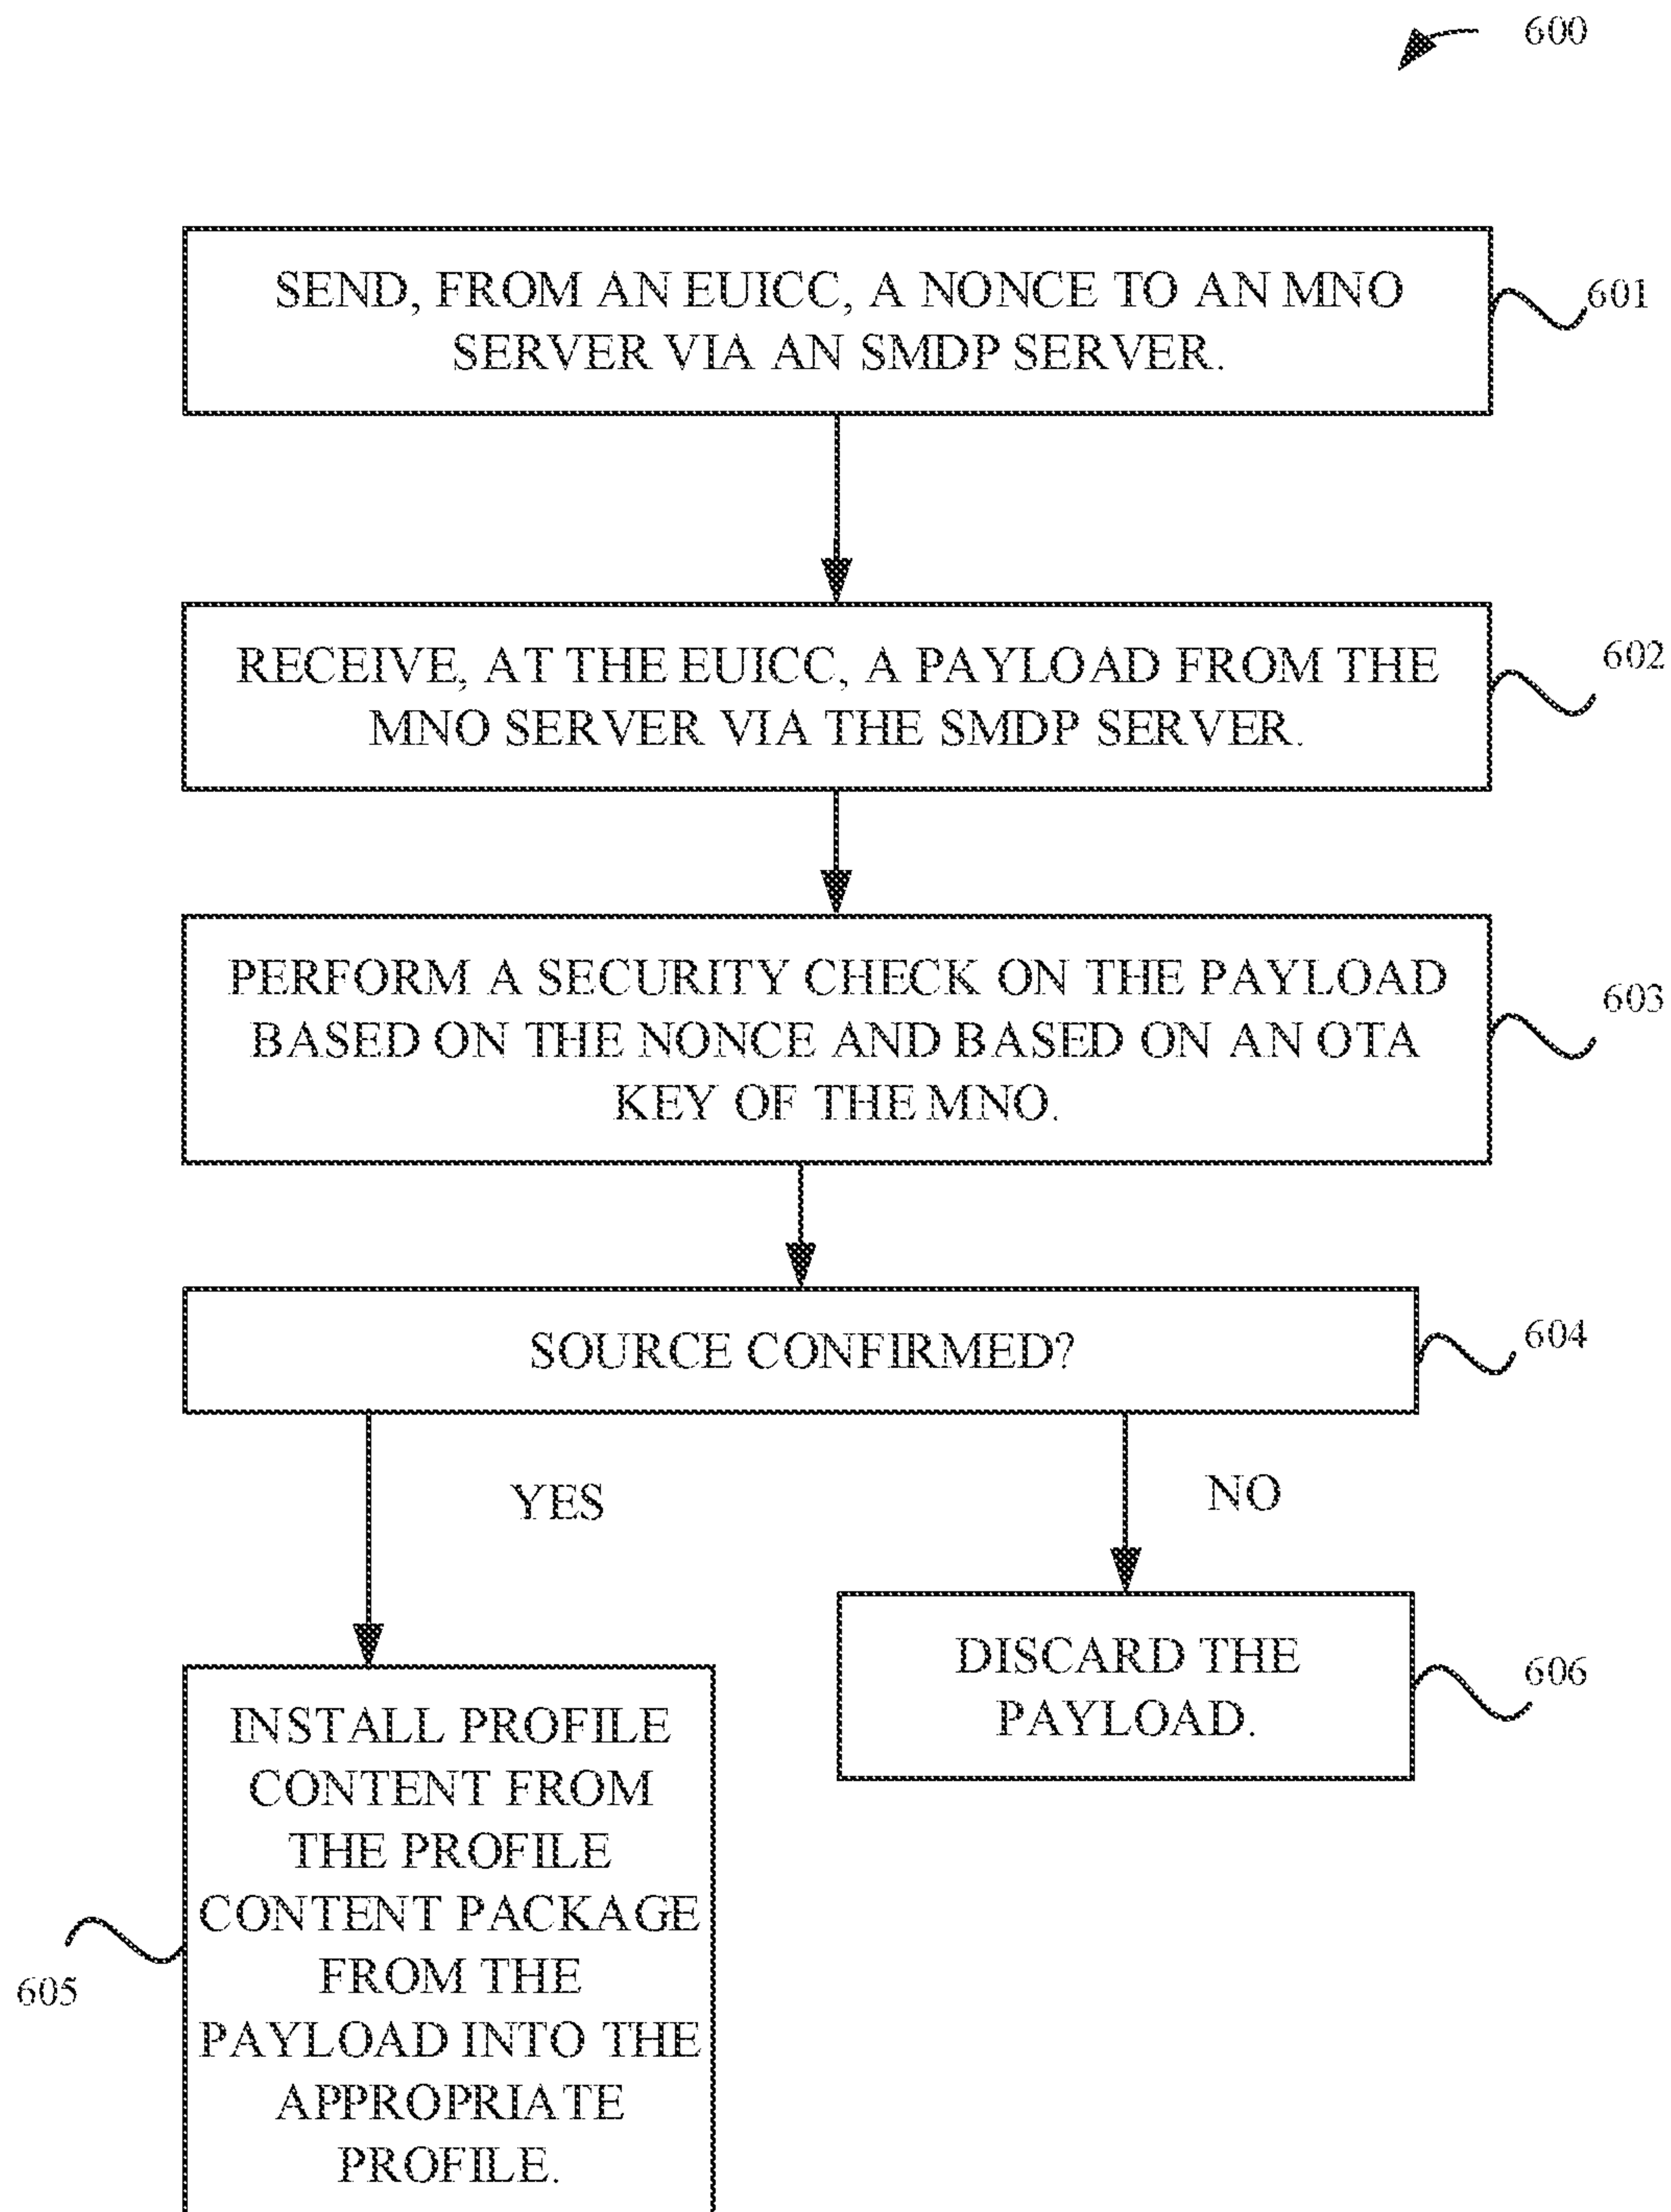 600
SEND, FROM AN EUICC, A NONCE TO AN MNO
SERVER VIA AN SMDP SERVER.
601
RECEIVE, AT THE EUICC, A PAYLOAD FROM THE
MNO SERVER VIA THE SMDP SERVER.
602
PERFORM A SECURITY CHECK ON THE PAYLOAD
BASED ON THE NONCE AND BASED ON AN OTA
KEY OF THE MNO.
603
SOURCE CONFIRMED?
604
YES
NO
DISCARD THE
PAYLOAD.
606
INSTALL PROFILE
CONTENT FROM
THE PROFILE
CONTENT PACKAGE
FROM THE
PAYLOAD INTO THE
APPROPRIATE
PROFILE.
605